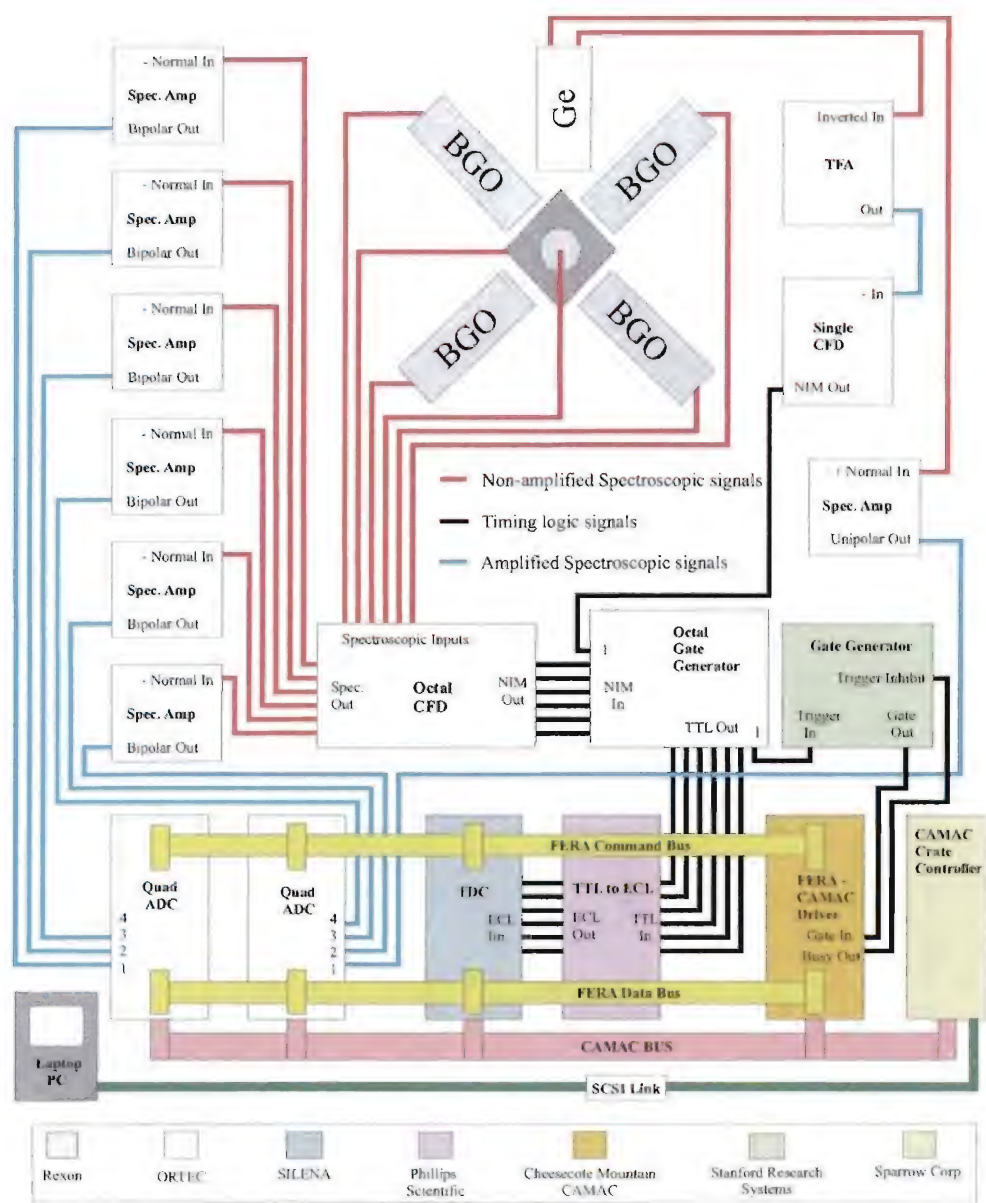 - Normal In
Spec. Amp
Bipolar Out
- Normal In
Spec. Amp
Bipolar Out
- Normal In
Spec. Amp
Bipolar Out
- Normal In
Spec. Amp
Bipolar Out
- Normal In
Spec. Amp
Bipolar Out
- Normal In
Spec. Amp
Bipolar Out
Ge
BGO
BGO
BGO
BGO
Inverted In
TFA
Out
- In
Single
CFD
NIM Out
Normal In
Spec. Amp
Unipolar Out
Non-amplified Spectroscopic signals
Timing logic signals
Amplified Spectroscopic signals
Spectroscopic Inputs
Spec.
Out
Octal
CFD
NIM
Out
Octal
Gate
Generator
1
NIM
In
TTL Out
1
Gate Generator
Trigger Inhibit
Trigger
In
Gate
Out
Quad
ADC
4
3
2
1
Quad
ADC
4
3
2
1
FERA Command Bus
TDC
ECL
In
TTL to ECL
ECL
Out
TTL
In
FERA -
CAMAC
Driver
Gate In
Busy Out
CAMAC
Crate
Controller
FERA Data Bus
CAMAC BUS
Laptop
PC
SCSI Link
Rexon
ORTEC
SILENA
Phillips
Scientific
Cheesecote Mountain
CAMAC
Stanford Research
Systems
Sparrow Corp